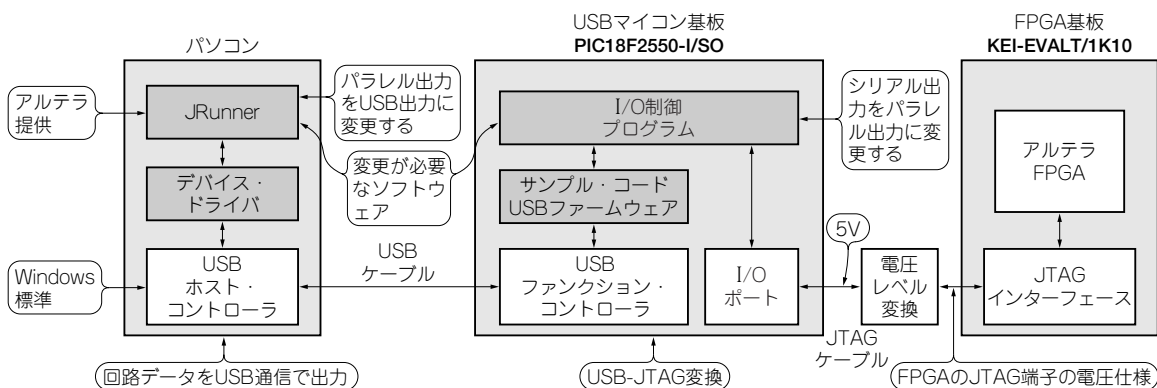 パソコン
USBマイコン基板
PIC18F2550-I/SO
FPGA基板
KEI-EVALT/1K10
アルテラ
提供
JRunner
パラレル出力
をUSB出力に
変更する
I/O制御
プログラム
シリアル出
力をパラレ
ル出力に変
更する
変更が必要
なソフトウ
ェア
デバイス・
ドライバ
サンプル・コード
USBファームウェア
アルテラ
FPGA
Windows
標準
USB
ホスト・
コントローラ
USB
ケーブル
USB
ファンクション・
コントローラ
I/O
ポート
5V
電圧
レベル
変換
JTAG
インターフェース
JTAG
ケーブル
回路データをUSB通信で出力
USB-JTAG変換
FPGAのJTAG端子の電圧仕様